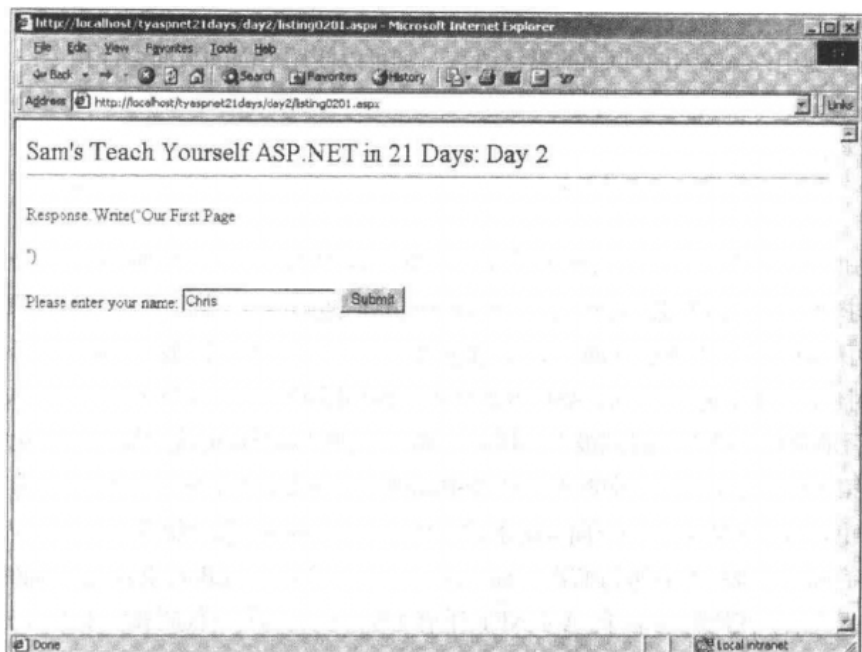 http://localhost/tyaspnet21days/day2/listing0201.aspx - Microsoft Internet Explorer
File Edit View Favorites Tools Help
Back Search Favorites History
Address http://localhost/tyaspnet21days/day2/listing0201.aspx Links
Sam's Teach Yourself ASP.NET in 21 Days: Day 2
Response.Write("Our First Page
")
Please enter your name: Chris Submit
Done Local intranet